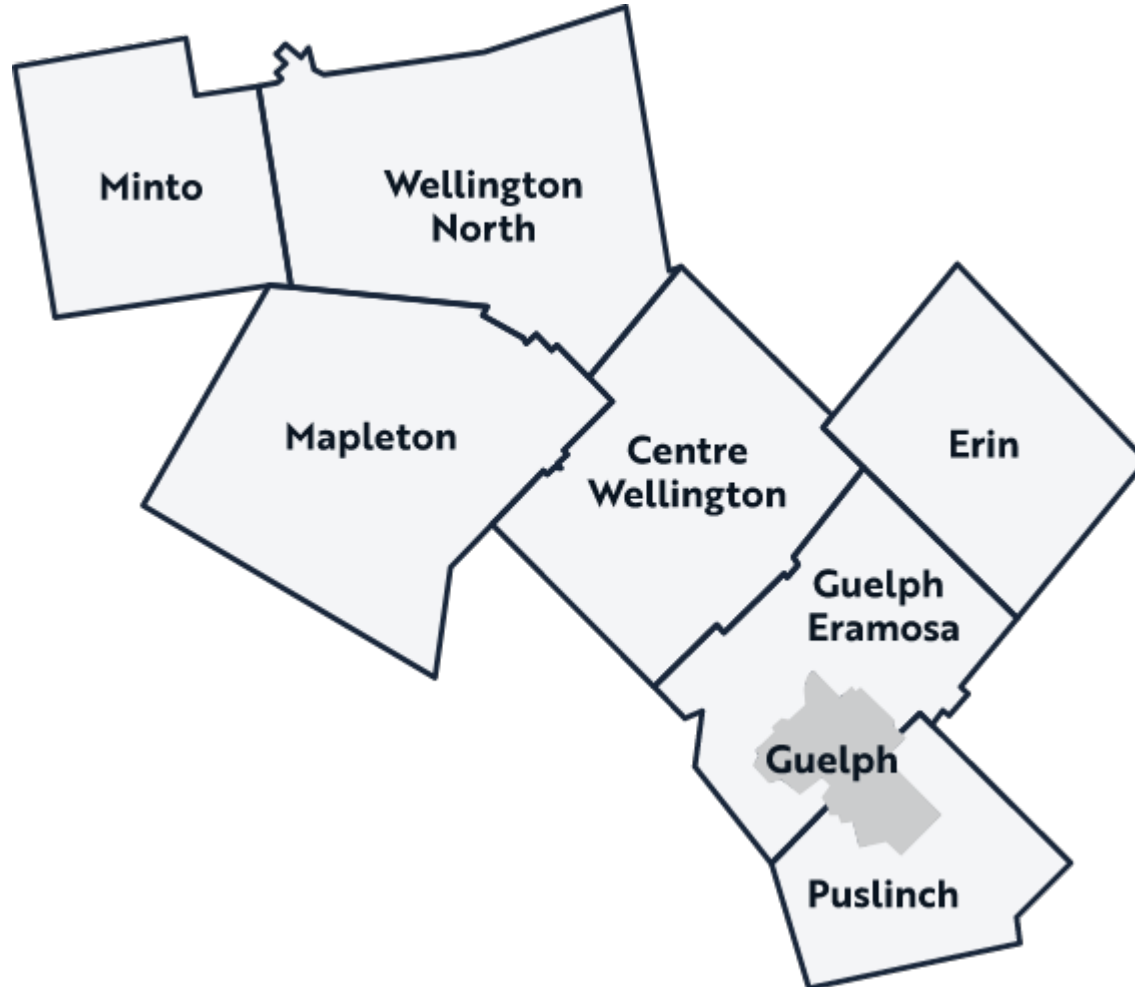 Minto
Wellington
North
Mapleton
Centre
Wellington
Erin
Guelph
Eramosa
Guelph
Puslinch